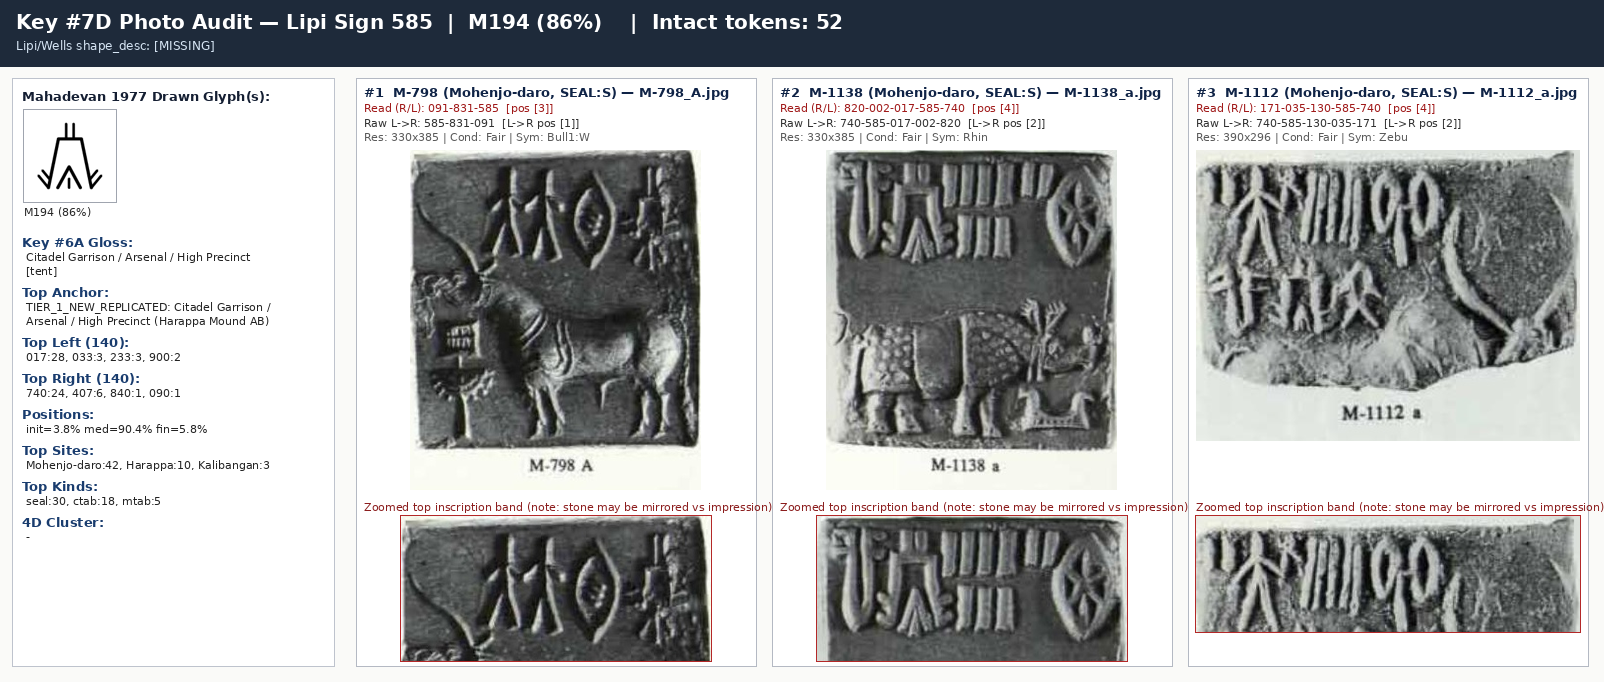 Key #7D Photo Audit — Lipi Sign 585 | M194 (86%) | Intact tokens: 52
Lipi/Wells shape_desc: [MISSING]
Mahadevan 1977 Drawn Glyph(s):
M194 (86%)
Key #6A Gloss:
Citadel Garrison / Arsenal / High Precinct
[tent]
Top Anchor:
TIER_1_NEW_REPLICATED: Citadel Garrison /
Arsenal / High Precinct (Harappa Mound AB)
Top Left (140):
017:28, 033:3, 233:3, 900:2
Top Right (140):
740:24, 407:6, 840:1, 090:1
Positions:
init=3.8% med=90.4% fin=5.8%
Top Sites:
Mohenjo-daro:42, Harappa:10, Kalibangan:3
Top Kinds:
seal:30, ctab:18, mtab:5
4D Cluster:
-
#1 M-798 (Mohenjo-daro, SEAL:S) — M-798_A.jpg
Read (R/L): 091-831-585 [pos [3]]
Raw L->R: 585-831-091 [L->R pos [1]]
Res: 330x385 | Cond: Fair | Sym: Bull1:W
M-798 A
Zoomed top inscription band (note: stone may be mirrored vs impression)
#2 M-1138 (Mohenjo-daro, SEAL:S) — M-1138_a.jpg
Read (R/L): 820-002-017-585-740 [pos [4]]
Raw L->R: 740-585-017-002-820 [L->R pos [2]]
Res: 330x385 | Cond: Fair | Sym: Rhin
M-1138 a
Zoomed top inscription band (note: stone may be mirrored vs impression)
#3 M-1112 (Mohenjo-daro, SEAL:S) — M-1112_a.jpg
Read (R/L): 171-035-130-585-740 [pos [4]]
Raw L->R: 740-585-130-035-171 [L->R pos [2]]
Res: 390x296 | Cond: Fair | Sym: Zebu
M-1112 a
Zoomed top inscription band (note: stone may be mirrored vs impression)